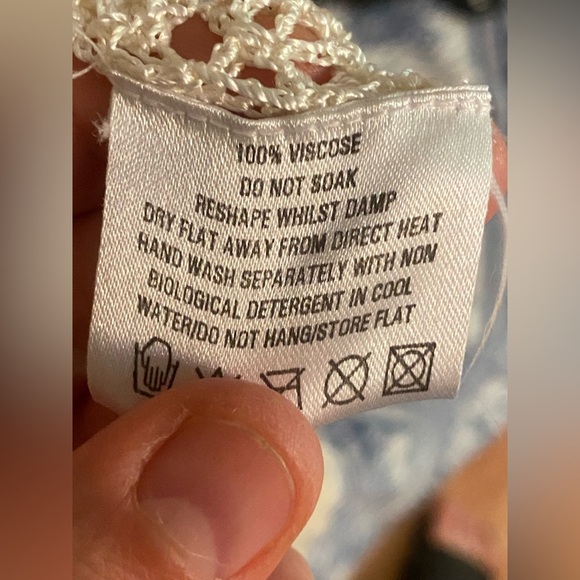 100% VISCOSE
DO NOT SOAK
RESHAPE WHILST DAMP
DRY FLAT AWAY FROM DIRECT HEAT
HAND WASH SEPARATELY WITH NON
BIOLOGICAL DETERGENT IN COOL
WATER/DO NOT HANG/STORE FLAT